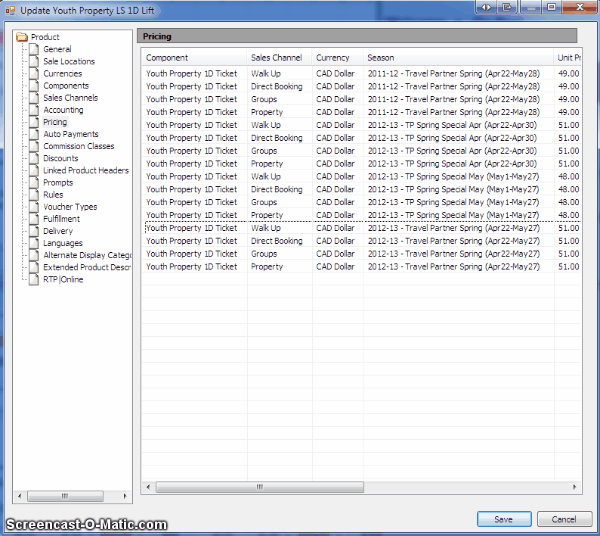 Update Youth Property LS 1D Lift
Product
General
Sale Locations
Currencies
Components
Sales Channels
Accounting
Pricing
Auto Payments
Commission Classes
Discounts
Linked Product Headers
Prompts
Rules
Voucher Types
Fulfillment
Delivery
Languages
Alternate Display Categ
Extended Product Descr
RTP|Online
Pricing
Component Sales Channel Currency Season Unit Pr
Youth Property 1D Ticket Walk Up CAD Dollar 2011-12 - Travel Partner Spring (Apr22-May28) 49.00
Youth Property 1D Ticket Direct Booking CAD Dollar 2011-12 - Travel Partner Spring (Apr22-May28) 49.00
Youth Property 1D Ticket Groups CAD Dollar 2011-12 - Travel Partner Spring (Apr22-May28) 49.00
Youth Property 1D Ticket Property CAD Dollar 2011-12 - Travel Partner Spring (Apr22-May28) 49.00
Youth Property 1D Ticket Walk Up CAD Dollar 2012-13 - TP Spring Special Apr (Apr22-Apr30) 51.00
Youth Property 1D Ticket Direct Booking CAD Dollar 2012-13 - TP Spring Special Apr (Apr22-Apr30) 51.00
Youth Property 1D Ticket Groups CAD Dollar 2012-13 - TP Spring Special Apr (Apr22-Apr30) 51.00
Youth Property 1D Ticket Property CAD Dollar 2012-13 - TP Spring Special Apr (Apr22-Apr30) 51.00
Youth Property 1D Ticket Walk Up CAD Dollar 2012-13 - TP Spring Special May (May1-May27) 48.00
Youth Property 1D Ticket Direct Booking CAD Dollar 2012-13 - TP Spring Special May (May1-May27) 48.00
Youth Property 1D Ticket Groups CAD Dollar 2012-13 - TP Spring Special May (May1-May27) 48.00
Youth Property 1D Ticket Property CAD Dollar 2012-13 - TP Spring Special May (May1-May27) 48.00
Youth Property 1D Ticket Walk Up CAD Dollar 2012-13 - Travel Partner Spring (Apr22-May27) 51.00
Youth Property 1D Ticket Direct Booking CAD Dollar 2012-13 - Travel Partner Spring (Apr22-May27) 51.00
Youth Property 1D Ticket Groups CAD Dollar 2012-13 - Travel Partner Spring (Apr22-May27) 51.00
Youth Property 1D Ticket Property CAD Dollar 2012-13 - Travel Partner Spring (Apr22-May27) 51.00
Save Cancel
Screencast-O-Matic.com